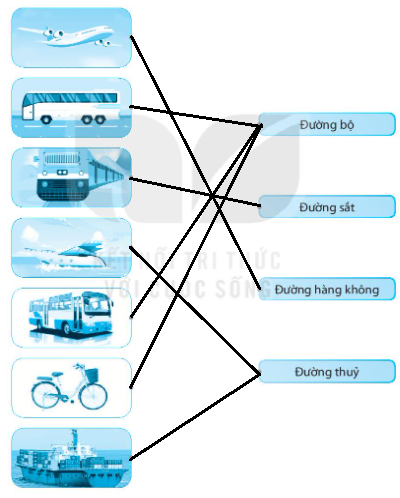 Đường bộ
Đường sắt
KẾT NỐI TRI THỨC
VỚI CUỘC SỐNG
Đường hàng không
Đường thuỷ